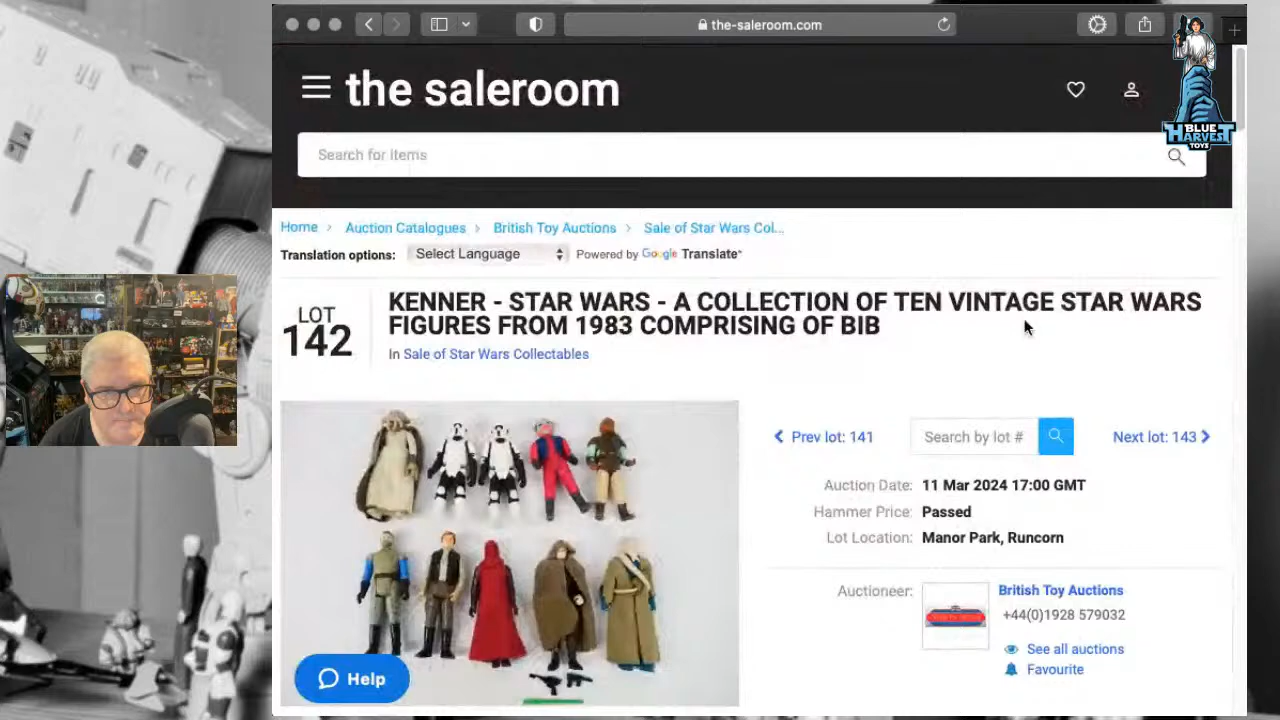 the-saleroom.com
the saleroom
BLUE
HARVEST
TOYS
Search for items
Home > Auction Catalogues > British Toy Auctions > Sale of Star Wars Col...
Translation options: Select Language Powered by Google Translate*
LOT
142
KENNER - STAR WARS - A COLLECTION OF TEN VINTAGE STAR WARS
FIGURES FROM 1983 COMPRISING OF BIB
In Sale of Star Wars Collectables
Prev lot: 141
Search by lot #
Next lot: 143
Auction Date: 11 Mar 2024 17:00 GMT
Hammer Price: Passed
Lot Location: Manor Park, Runcorn
Auctioneer:
British Toy Auctions
+44(0)1928 579032
See all auctions
Favourite
Help